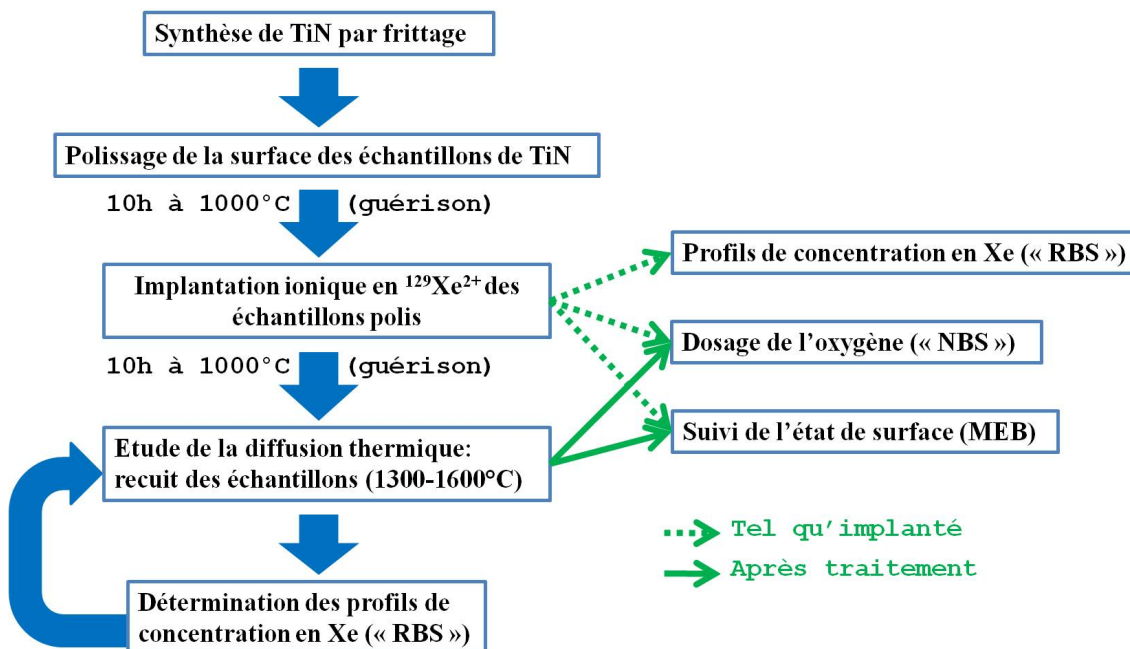 Synthèse de TiN par frittage
Polissage de la surface des échantillons de TiN
10h à 1000°C (guérison)
Implantation ionique en ¹²⁹Xe²⁺ des
échantillons polis
10h à 1000°C (guérison)
Etude de la diffusion thermique:
recuit des échantillons (1300-1600°C)
Détermination des profils de
concentration en Xe (« RBS »)
Profils de concentration en Xe (« RBS »)
Dosage de l’oxygène (« NBS »)
Suivi de l’état de surface (MEB)
Tel qu’implanté
Après traitement